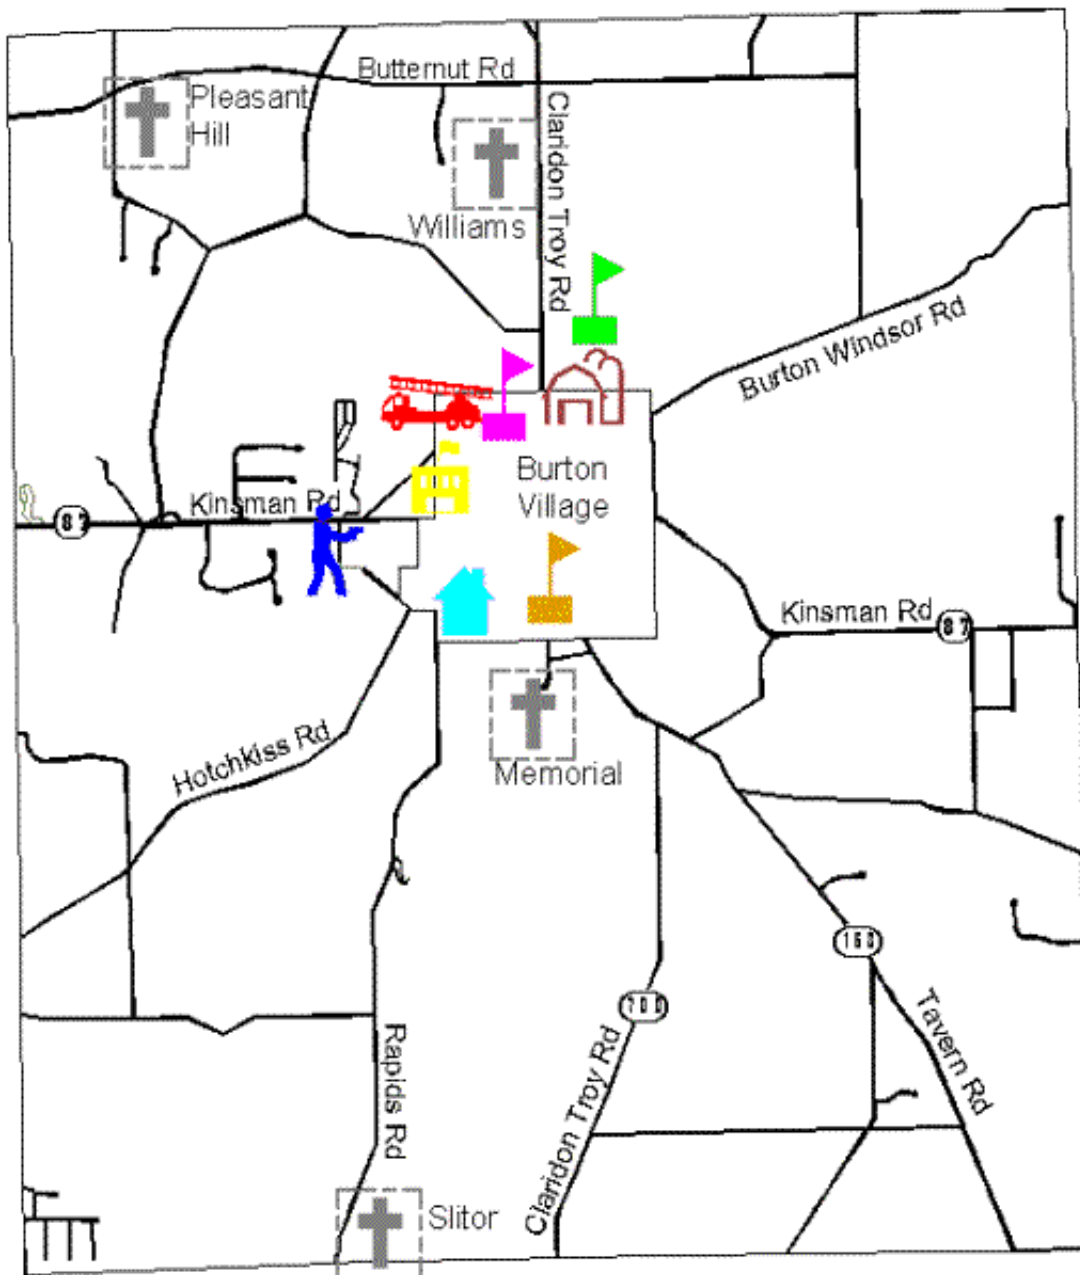 Butternut Rd
Pleasant
Hill
Claridon Troy Rd
Williams
Burton Windsor Rd
Burton
Village
Kinsman Rd
87
Kinsman Rd
87
Hotchkiss Rd
Memorial
168
700
Tavern Rd
Rapids Rd
Claridon Troy Rd
Slitor